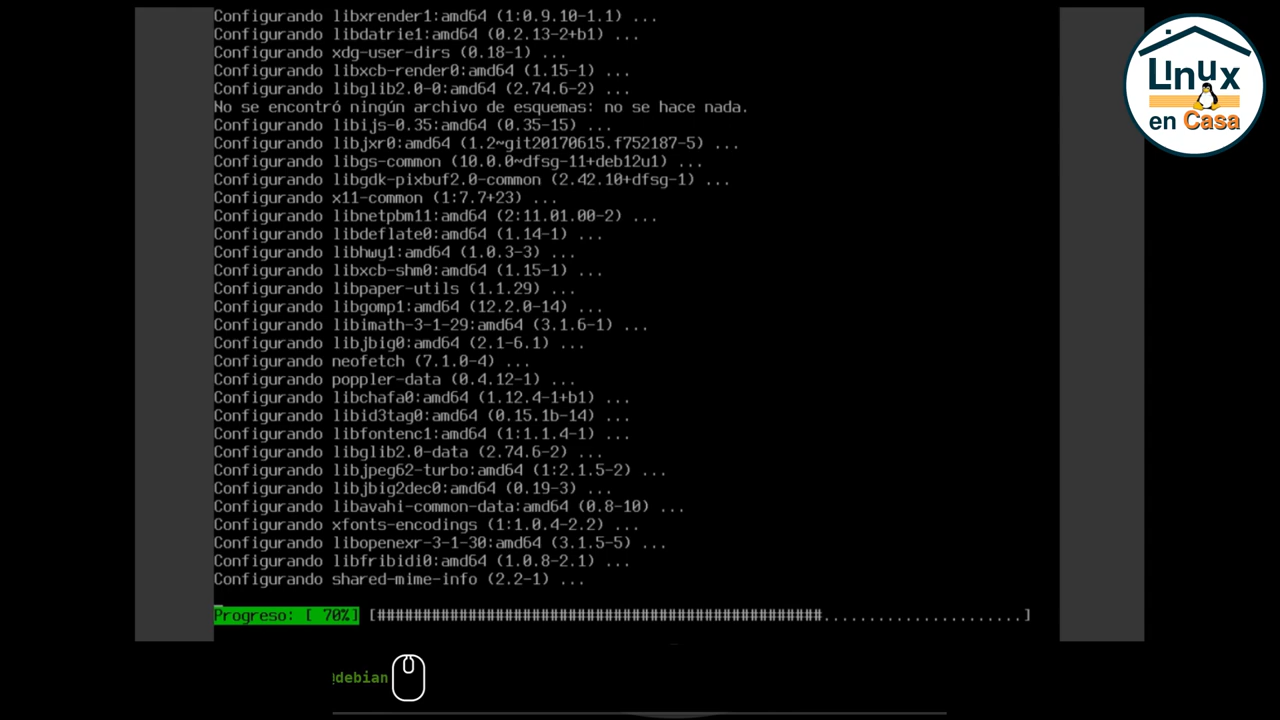 Configurando libxrender1:amd64 (1:0.9.10-1.1) ...
Configurando libdatrie1:amd64 (0.2.13-2+b1) ...
Configurando xdg-user-dirs (0.18-1) ...
Configurando libxcb-render0:amd64 (1.15-1) ...
Configurando libglib2.0-0:amd64 (2.74.6-2) ...
No se encontró ningún archivo de esquemas: no se hace nada.
Configurando libijs-0.35:amd64 (0.35-15) ...
Configurando libjxr0:amd64 (1.2~git20170615.f752187-5) ...
Configurando libgs-common (10.0.0~dfsg-11+deb12u1) ...
Configurando libgdk-pixbuf2.0-common (2.42.10+dfsg-1) ...
Configurando x11-common (1:7.7+23) ...
Configurando libnetpbm11:amd64 (2:11.01.00-2) ...
Configurando libdeflate0:amd64 (1.14-1) ...
Configurando libhwy1:amd64 (1.0.3-3) ...
Configurando libxcb-shm0:amd64 (1.15-1) ...
Configurando libpaper-utils (1.1.29) ...
Configurando libgomp1:amd64 (12.2.0-14) ...
Configurando libimath-3-1-29:amd64 (3.1.6-1) ...
Configurando libjbig0:amd64 (2.1-6.1) ...
Configurando neofetch (7.1.0-4) ...
Configurando poppler-data (0.4.12-1) ...
Configurando libchafa0:amd64 (1.12.4-1+b1) ...
Configurando libid3tag0:amd64 (0.15.1b-14) ...
Configurando libfontenc1:amd64 (1:1.1.4-1) ...
Configurando libglib2.0-data (2.74.6-2) ...
Configurando libjpeg62-turbo:amd64 (1:2.1.5-2) ...
Configurando libjbig2dec0:amd64 (0.19-3) ...
Configurando libavahi-common-data:amd64 (0.8-10) ...
Configurando xfonts-encodings (1:1.0.4-2.2) ...
Configurando libopenexr-3-1-30:amd64 (3.1.5-5) ...
Configurando libfribidi0:amd64 (1.0.8-2.1) ...
Configurando shared-mime-info (2.2-1) ...
Progreso: [ 70%] [#################################################......................]
@debian
Linux
en Casa